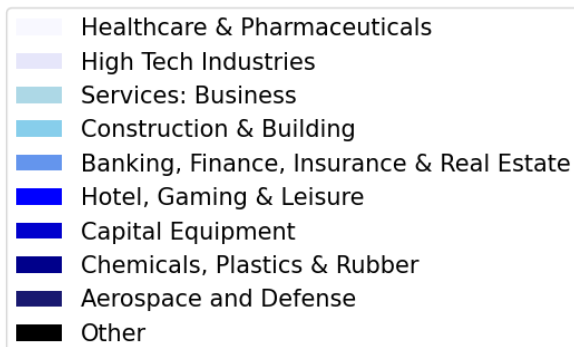 Healthcare & Pharmaceuticals
High Tech Industries
Services: Business
Construction & Building
Banking, Finance, Insurance & Real Estate
Hotel, Gaming & Leisure
Capital Equipment
Chemicals, Plastics & Rubber
Aerospace and Defense
Other